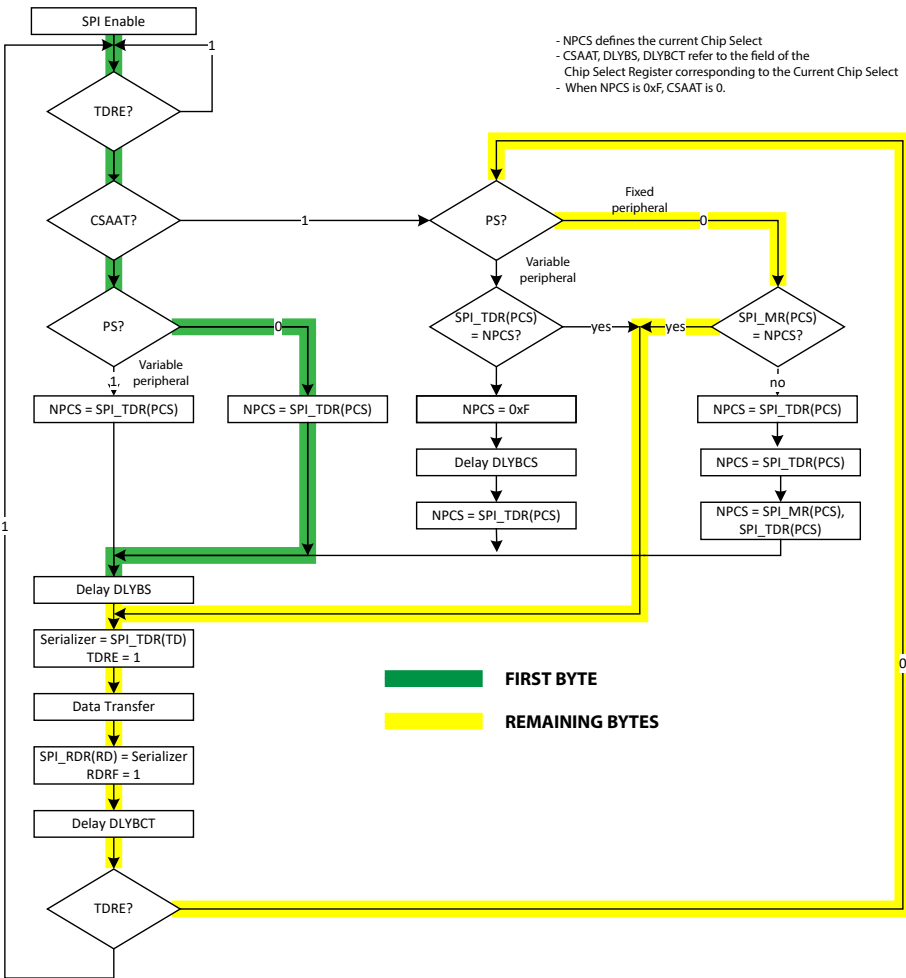 SPI Enable
1
- NPCS defines the current Chip Select
- CSAAT, DLYBS, DLYBCT refer to the field of the
Chip Select Register corresponding to the Current Chip Select
- When NPCS is 0xF, CSAAT is 0.
TDRE?
CSAAT?
1
PS?
Fixed
peripheral
0
Variable
peripheral
PS?
0
SPI_TDR(PCS)
= NPCS?
yes
yes
SPI_MR(PCS)
= NPCS?
Variable
peripheral
1
no
NPCS = SPI_TDR(PCS)
NPCS = SPI_TDR(PCS)
NPCS = 0xF
NPCS = SPI_TDR(PCS)
Delay DLYBCS
NPCS = SPI_TDR(PCS)
NPCS = SPI_TDR(PCS)
NPCS = SPI_MR(PCS),
SPI_TDR(PCS)
1
Delay DLYBS
Serializer = SPI_TDR(TD)
TDRE = 1
0
FIRST BYTE
Data Transfer
REMAINING BYTES
SPI_RDR(RD) = Serializer
RDRF = 1
Delay DLYBCT
TDRE?